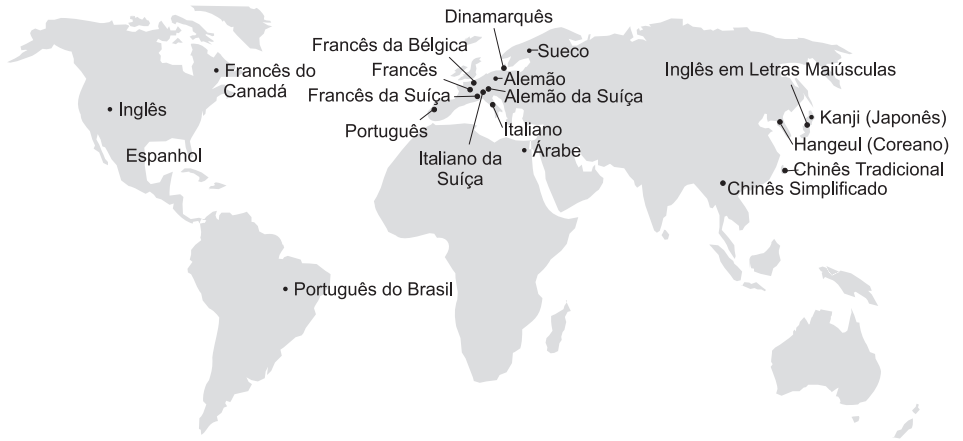 Dinamarquês
Francês da Bélgica
Sueco
Francês do
Canadá
Francês
Alemão
Inglês em Letras Maiúsculas
Francês da Suíça
Alemão da Suíça
Inglês
Kanji (Japonês)
Português
Italiano
Hangeul (Coreano)
Espanhol
Italiano da
Suíça
Árabe
Chinês Tradicional
Chinês Simplificado
Português do Brasil